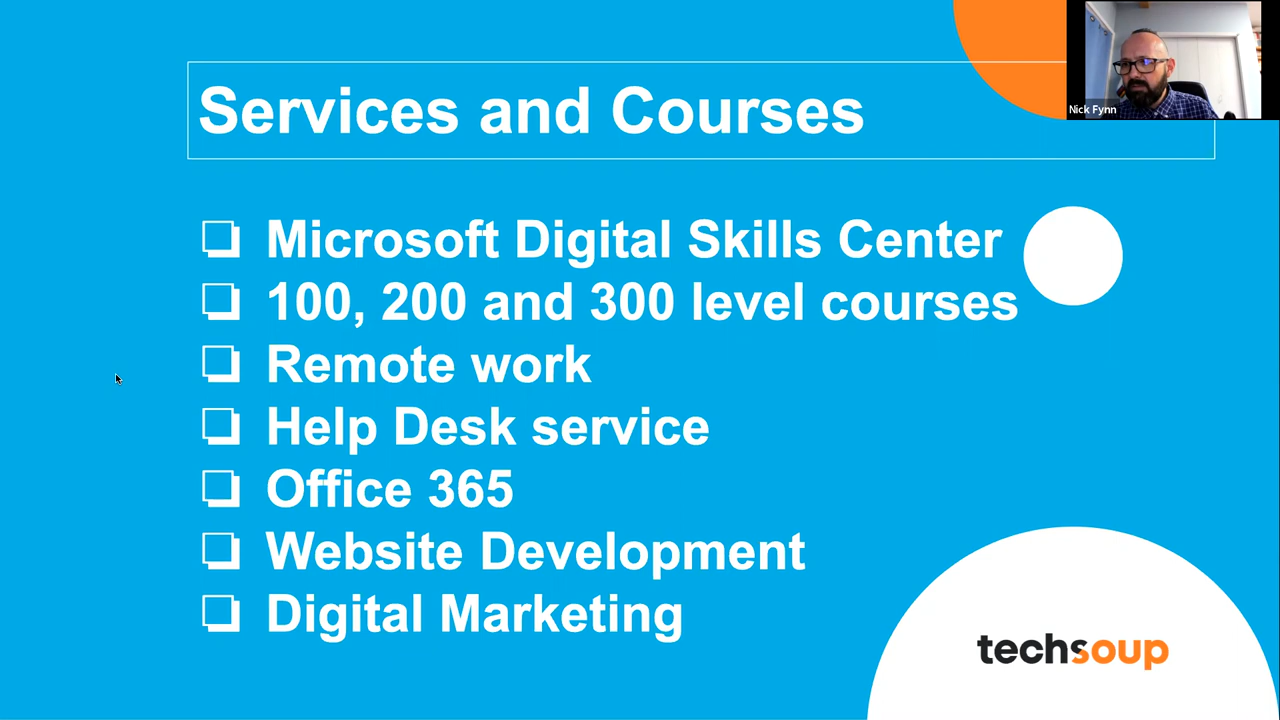 Nick Fynn
Services and Courses
Microsoft Digital Skills Center
100, 200 and 300 level courses
Remote work
Help Desk service
Office 365
Website Development
Digital Marketing
techsoup